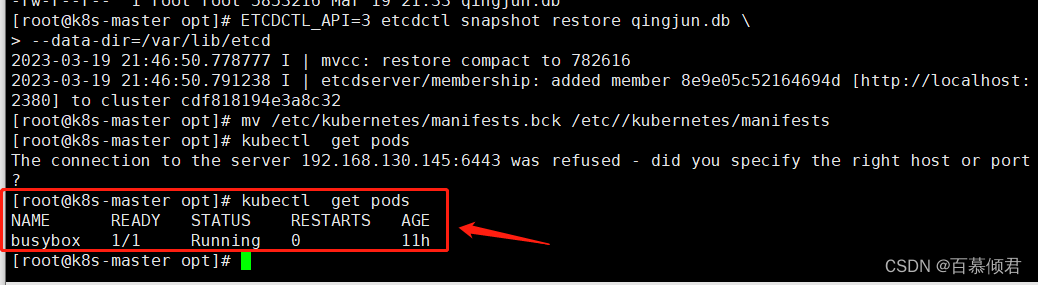 -rw-r--r-- 1 root root 5853216 Mar 19 21:33 qingjun.db
[root@k8s-master opt]# ETCDCTL_API=3 etcdctl snapshot restore qingjun.db \
> --data-dir=/var/lib/etcd
2023-03-19 21:46:50.778777 I | mvcc: restore compact to 782616
2023-03-19 21:46:50.791238 I | etcdserver/membership: added member 8e9e05c52164694d [http://localhost:
2380] to cluster cdf818194e3a8c32
[root@k8s-master opt]# mv /etc/kubernetes/manifests.bck /etc//kubernetes/manifests
[root@k8s-master opt]# kubectl  get pods
The connection to the server 192.168.130.145:6443 was refused - did you specify the right host or port
?
[root@k8s-master opt]# kubectl  get pods
NAME      READY   STATUS    RESTARTS   AGE
busybox   1/1     Running   0          11h
[root@k8s-master opt]#
CSDN @百慕倾君